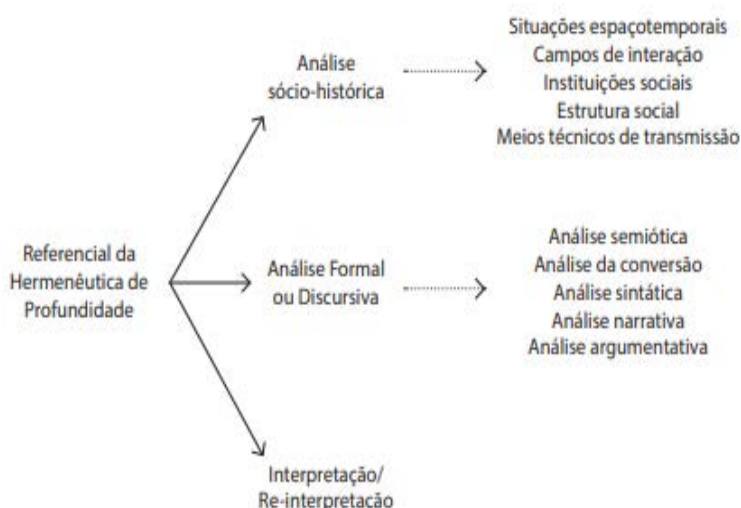 Referencial da
Hermenêutica de
Profundidade
Análise
sócio-histórica
Situações espaçotemporais
Campos de interação
Instituições sociais
Estrutura social
Meios técnicos de transmissão
Análise Formal
ou Discursiva
Análise semiótica
Análise da conversão
Análise sintática
Análise narrativa
Análise argumentativa
Interpretação/
Re-interpretação